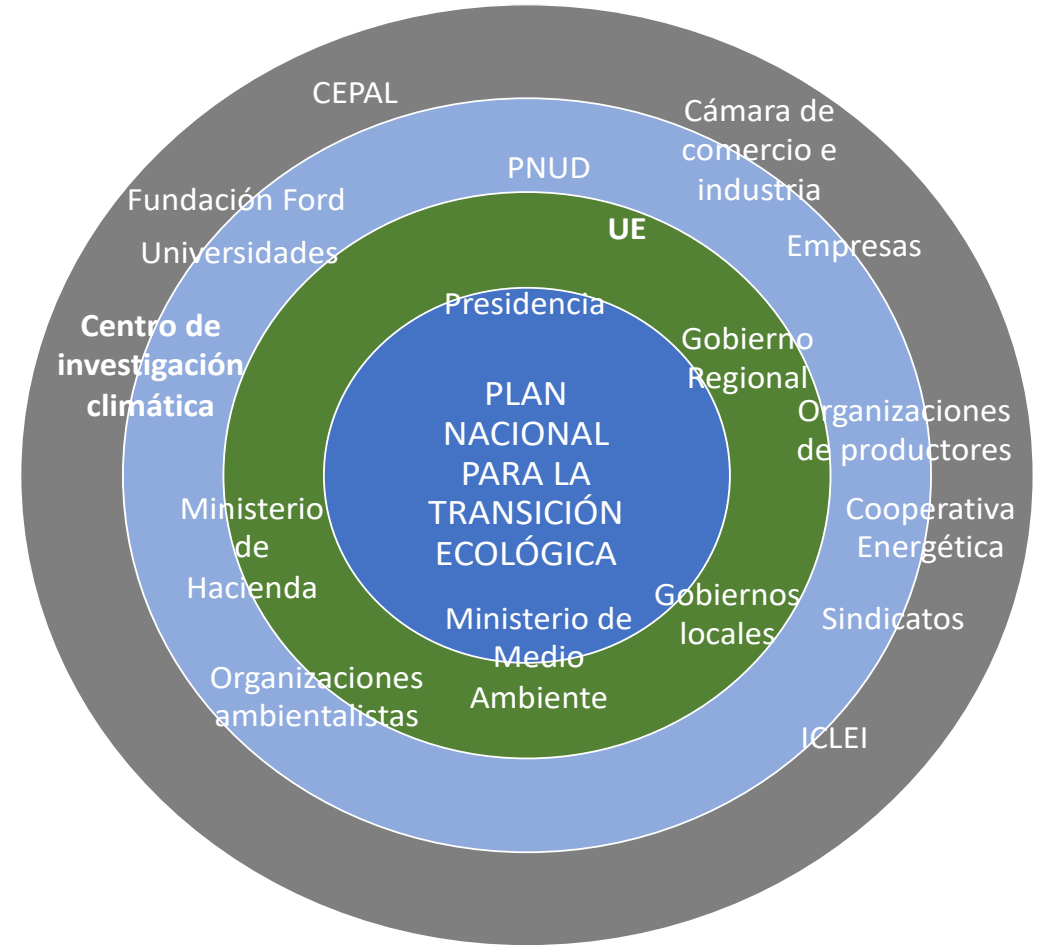 CEPAL
Cámara de
comercio e
industria
PNUD
Fundación Ford
UE
Universidades
Empresas
Presidencia
Centro de
investigación
climática
Gobierno
Regional
PLAN
NACIONAL
PARA LA
TRANSICIÓN
ECOLÓGICA
Organizaciones
de productores
Ministerio
de
Hacienda
Cooperativa
Energética
Gobiernos
locales
Ministerio de
Medio
Ambiente
Sindicatos
Organizaciones
ambientalistas
ICLEI